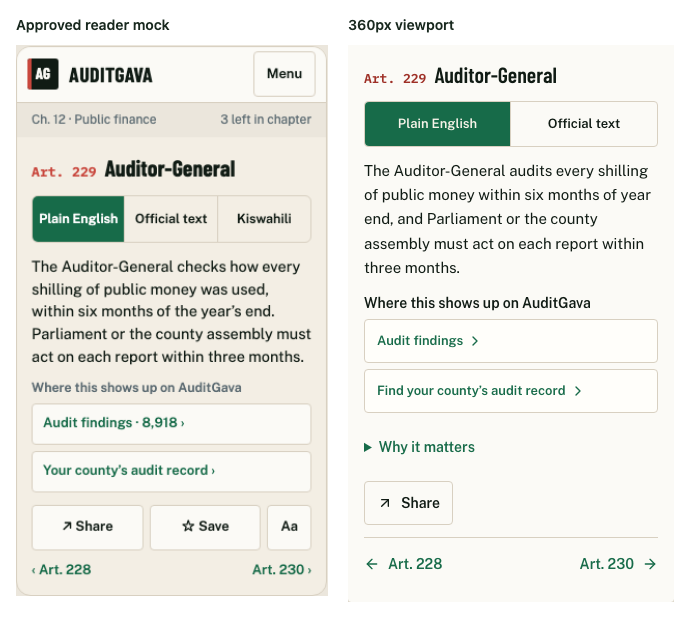 Approved reader mock
AG AUDITGAVA
Menu
Ch. 12 · Public finance
3 left in chapter
Art. 229 Auditor-General
Plain English
Official text
Kiswahili
The Auditor-General checks how every
shilling of public money was used,
within six months of the year's end.
Parliament or the county assembly must
act on each report within three months.
Where this shows up on AuditGava
Audit findings · 8,918 ›
Your county's audit record ›
↗ Share
☆ Save
Aa
‹ Art. 228
Art. 230 ›
360px viewport
Art. 229 Auditor-General
Plain English
Official text
The Auditor-General audits every shilling
of public money within six months of year
end, and Parliament or the county
assembly must act on each report within
three months.
Where this shows up on AuditGava
Audit findings ›
Find your county's audit record ›
▶ Why it matters
↗ Share
← Art. 228
Art. 230 →